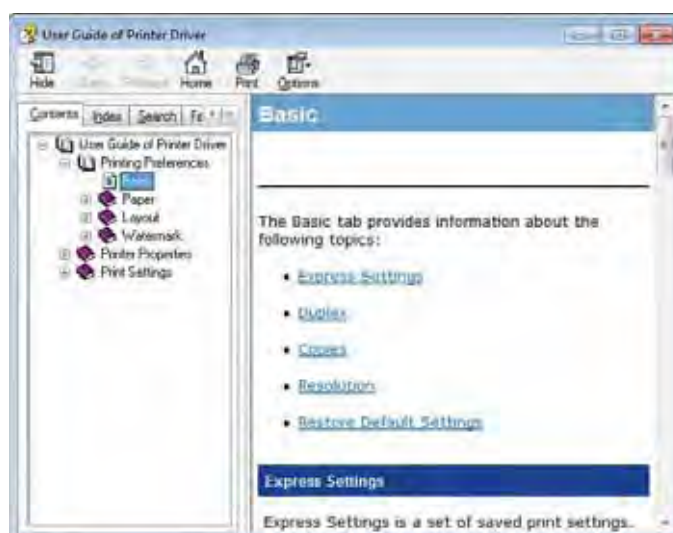 User Guide of Printer Driver
Hide Home Print Options
Contents Index Search
User Guide of Printer Driver
Printing Preferences
Basic
Paper
Layout
Watermark
Printer Properties
Print Settings
Basic
The Basic tab provides information about the
following topics:
• Express Settings
• Duplex
• Copies
• Resolution
• Restore Default Settings
Express Settings
Express Settings is a set of saved print settings.